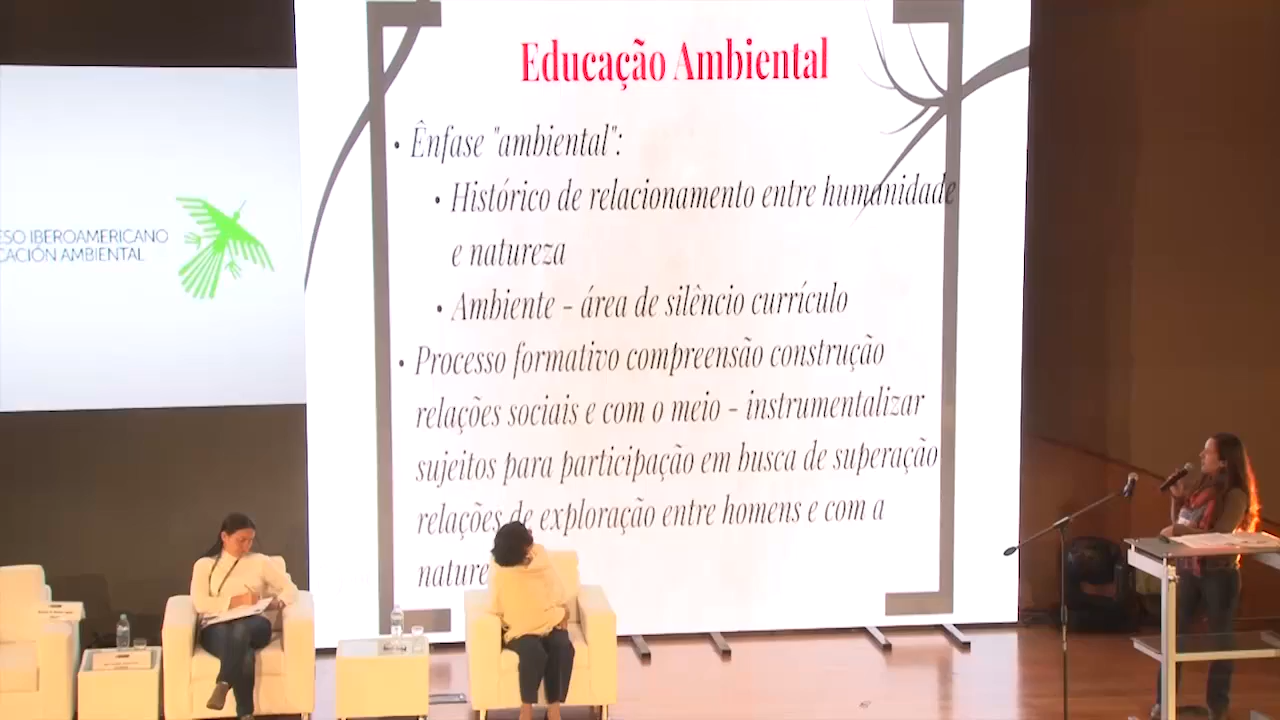 Educação Ambiental
• Ênfase "ambiental":
• Histórico de relacionamento entre humanidade
e natureza
• Ambiente - área de silèncio currículo
• Processo formativo compreensão construção
relações sociais e com o meio - instrumentalizar
sujeitos para participação em busca de superação
relações de exploração entre homens e com a
nature
ESO IBEROAMERICANO
CACIÓN AMBIENTAL